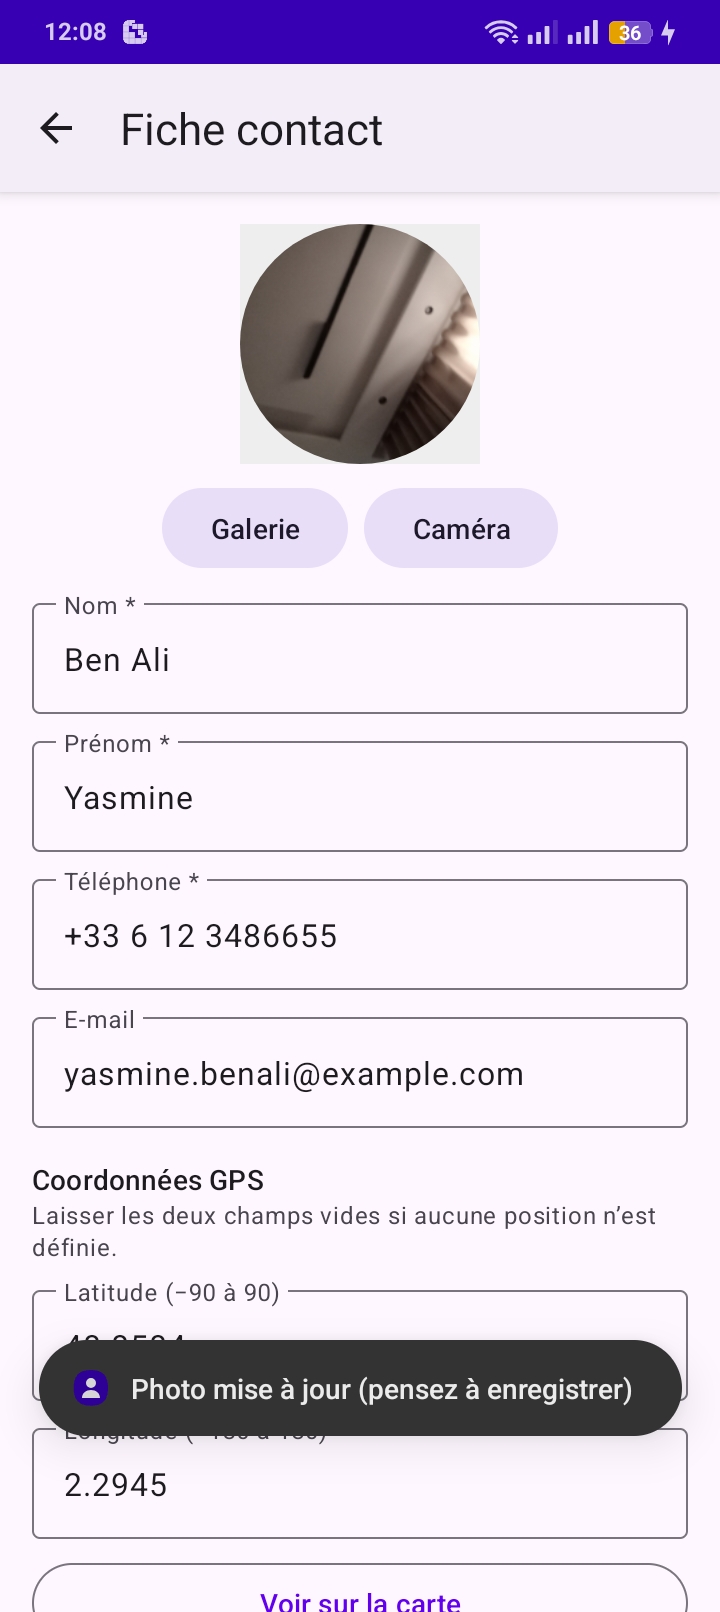 12:08
36
Fiche contact
Galerie
Caméra
Nom *
Ben Ali
Prénom *
Yasmine
Téléphone *
+33 6 12 3486655
E-mail
yasmine.benali@example.com
Coordonnées GPS
Laisser les deux champs vides si aucune position n’est
définie.
Latitude (−90 à 90)
Photo mise à jour (pensez à enregistrer)
2.2945
Voir sur la carte